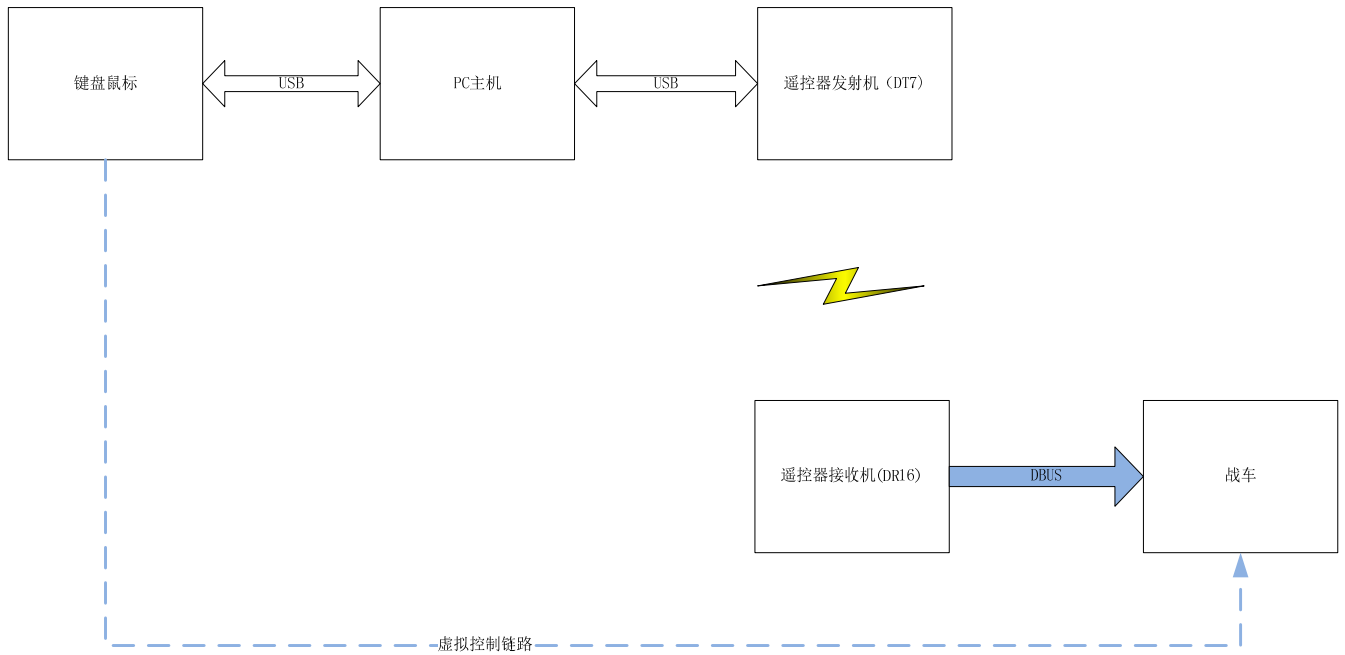 键盘鼠标
USB
PC主机
USB
遥控器发射机（DT7）
遥控器接收机(DR16)
DBUS
战车
虚拟控制链路